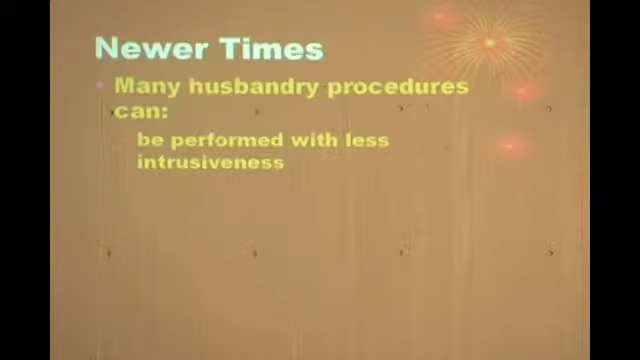 Newer Times
Many husbandry procedures
can:
be performed with less
intrusiveness